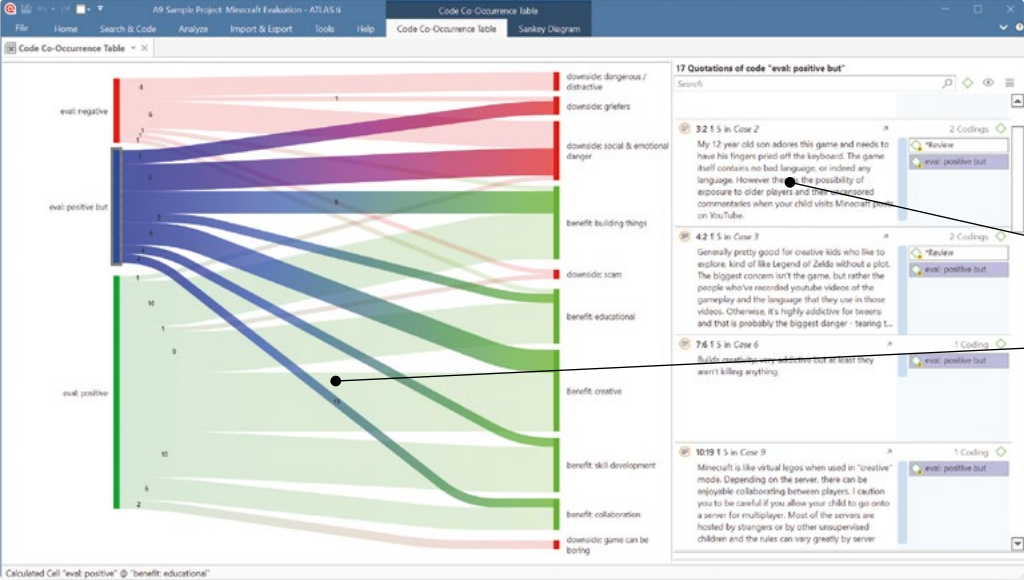 A9 Sample Project: Minecraft Evaluation - ATLAS.ti
Code Co-Occurrence Table
File
Home
Search & Code
Analyze
Import & Export
Tools
Help
Code Co-Occurrence Table
Sankey Diagram
Code Co-Occurrence Table
eval: negative
eval: positive but
eval: positive
4
6
1
1
1
5
2
1
10
1
9
10
5
2
downside: dangerous /
distractive
downside: griefers
downside: social & emotional
danger
benefit: building things
downside: scam
benefit: educational
benefit: creative
benefit: skill development
benefit: collaboration
downside: game can be
boring
17 Quotations of code "eval: positive but"
Search
3:2 1 5 in Case 2
2 Codings
My 12 year old son adores this game and needs to
have his fingers pried off the keyboard. The game
itself contains no bad language, or indeed any
language. However the the possibility of
exposure to older players and their uncensored
commentaries when your child visits Minecraft posts
on YouTube.
*Review
eval: positive but
4:2 1 5 in Case 3
2 Codings
Generally pretty good for creative kids who like to
explore, kind of like Legend of Zelda without a plot.
The biggest concern isn't the game, but rather the
people who've recorded youtube videos of the
gameplay and the language that they use in those
videos. Otherwise, it's highly addictive for tweens
and that is probably the biggest danger - tearing t...
*Review
eval: positive but
7:6 1 5 in Case 6
1 Coding
Builds creativity, very addictive but at least they
aren't killing anything.
eval: positive but
10:19 1 5 in Case 9
1 Coding
Minecraft is like virtual legos when used in "creative"
mode. Depending on the server, there can be
enjoyable collaborating between players. I caution
you to be careful if you allow your child to go onto
a server for multiplayer. Most of the servers are
hosted by strangers or by other unsupervised
children and the rules can vary greatly by server
eval: positive but
Calculated Cell "eval: positive" @ "benefit: educational"